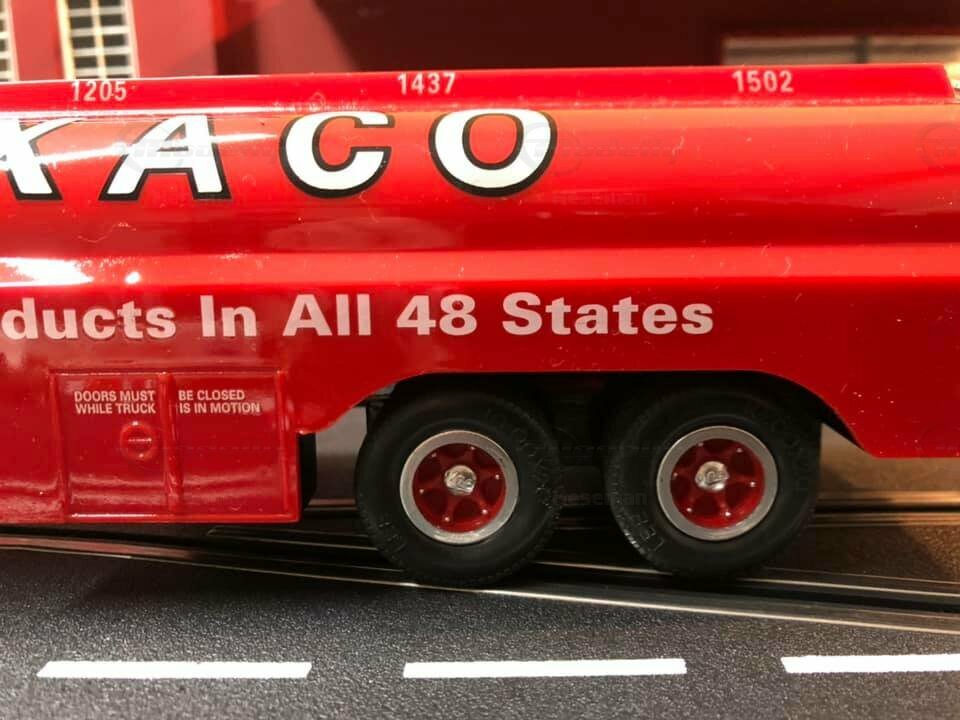 1205 1437 1502
XACO
ducts In All 48 States
DOORS MUST BE CLOSED
WHILE TRUCK IS IN MOTION